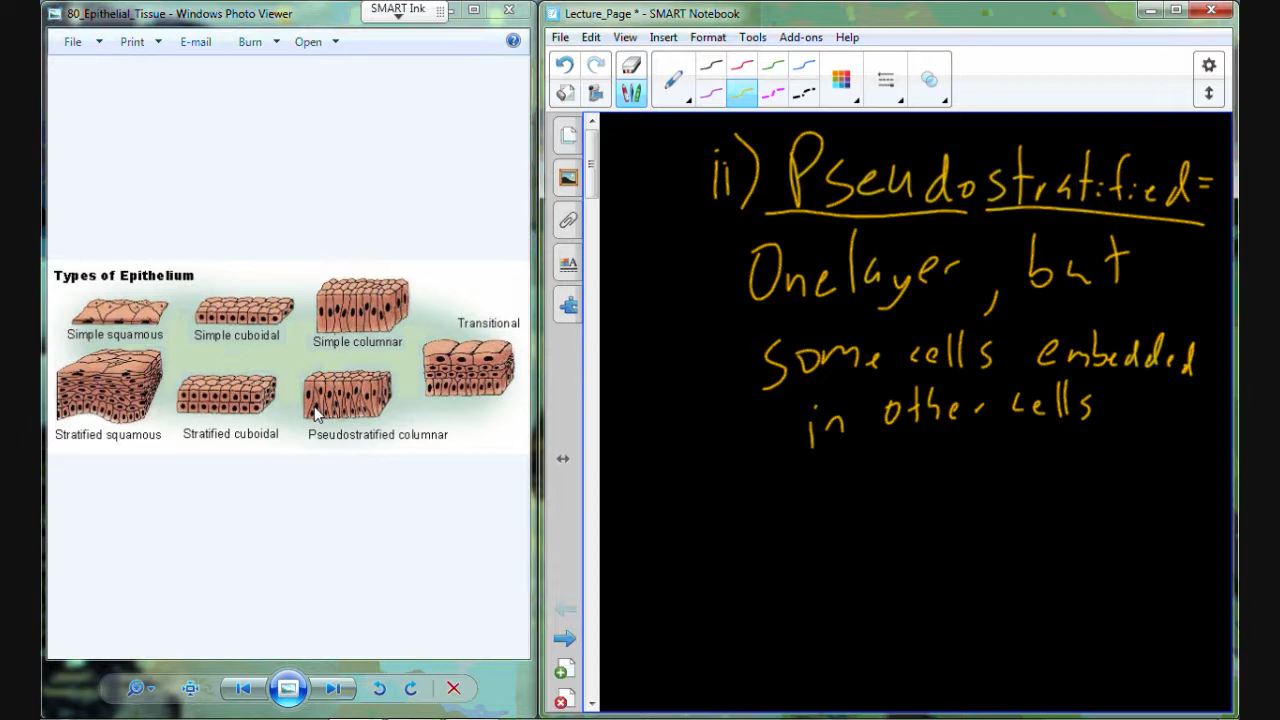 80_Epithelial_Tissue - Windows Photo Viewer
SMART Ink
File Print E-mail Burn Open
Types of Epithelium
Simple squamous
Simple cuboidal
Simple columnar
Transitional
Stratified squamous
Stratified cuboidal
Pseudostratified columnar
Lecture_Page * - SMART Notebook
File Edit View Insert Format Tools Add-ons Help
ii) Pseudostratified=
One layer, but
some cells embedded
in other cells